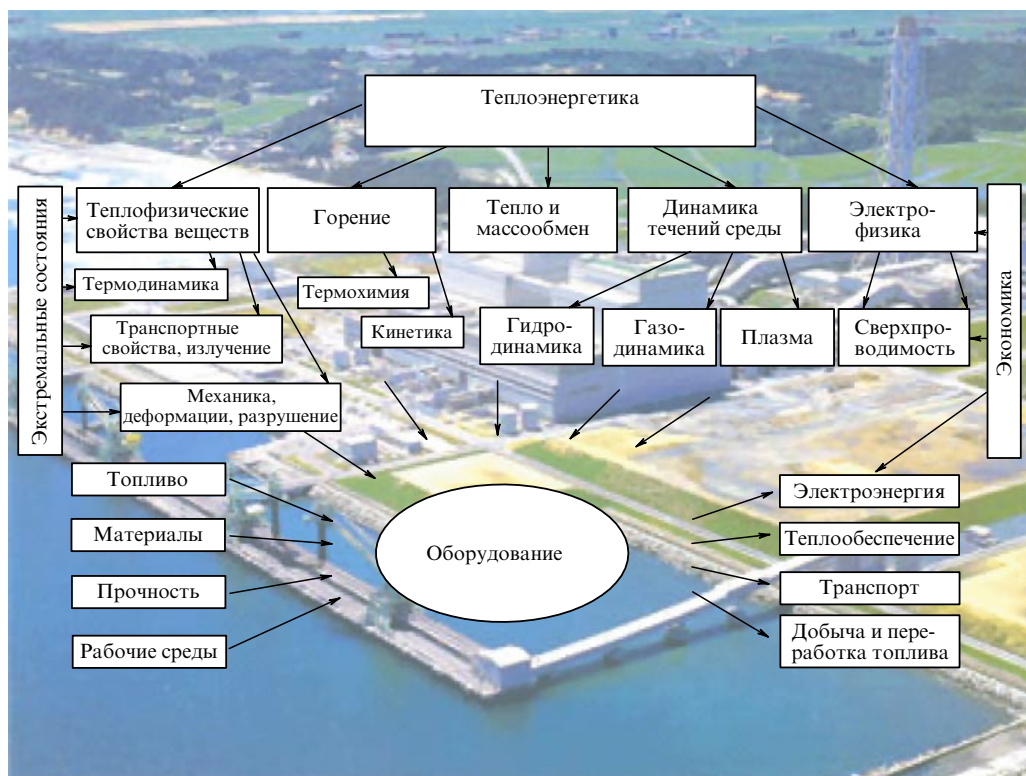 Теплоэнергетика
Теплофизические
свойства веществ
Горение
Тепло и
массообмен
Динамика
течений среды
Электро-
физика
Экстремальные состояния
Экономика
Термодинамика
Термохимия
Транспортные
свойства, излучение
Кинетика
Гидро-
динамика
Газо-
динамика
Плазма
Сверхпро-
водимость
Механика,
деформации, разрушение
Топливо
Материалы
Прочность
Рабочие среды
Оборудование
Электроэнергия
Теплообеспечение
Транспорт
Добыча и пере-
работка топлива